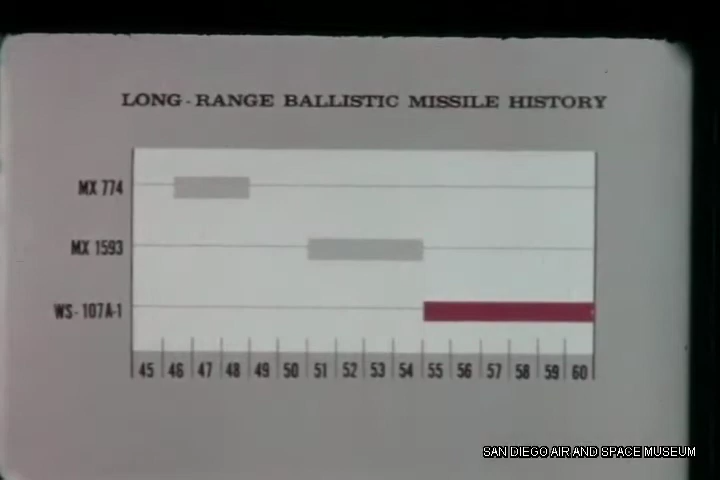 LONG-RANGE BALLISTIC MISSILE HISTORY
MX 774
MX 1593
WS-107A-1
45 46 47 48 49 50 51 52 53 54 55 56 57 58 59 60
SAN DIEGO AIR AND SPACE MUSEUM